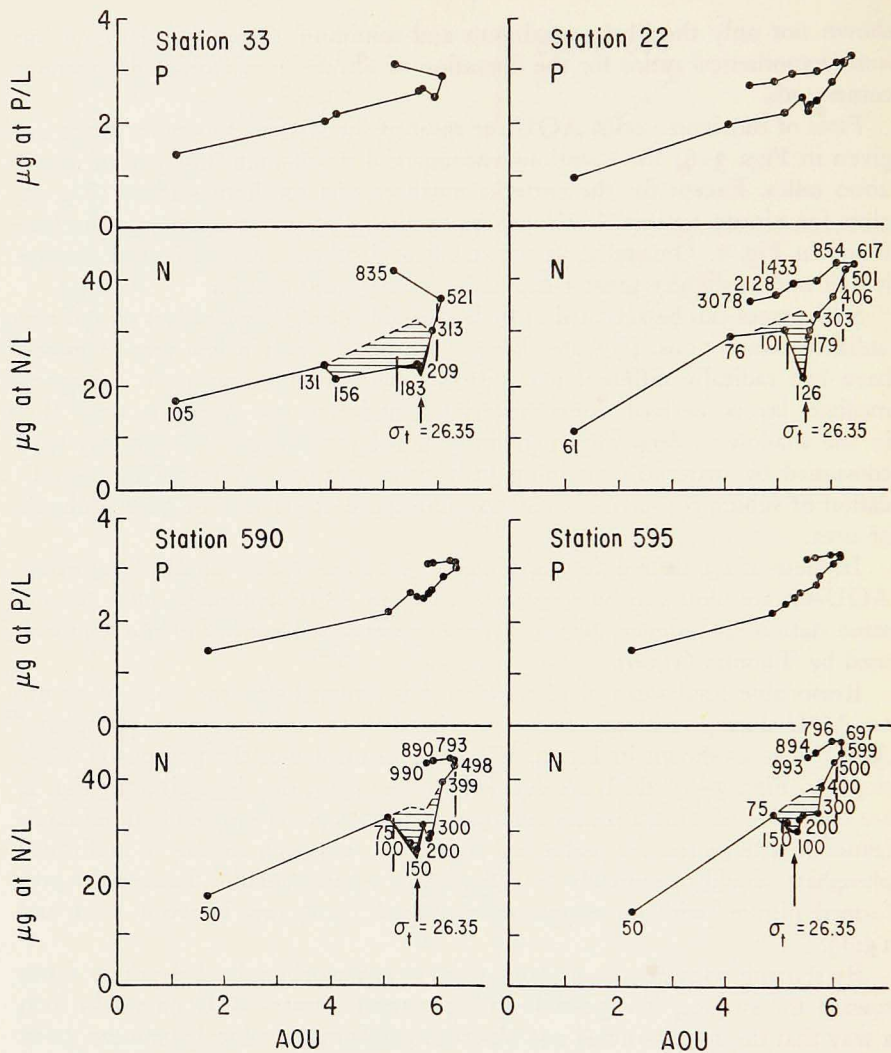 Station 33
P
µg at P/L
4
2
0
Station 22
P
N
µg at N/L
40
20
0
835
521
313
131
156
183
209
105
σt = 26.35
N
854
617
1433
2128
501
3078
406
303
76
101
179
126
61
σt = 26.35
Station 590
P
µg at P/L
4
2
0
Station 595
P
N
µg at N/L
40
20
0
890
793
990
498
399
75
300
100
200
150
50
σt = 26.35
0 2 4 6
AOU
N
796
697
894
599
993
500
400
75
300
200
150
100
50
σt = 26.35
0 2 4 6
AOU